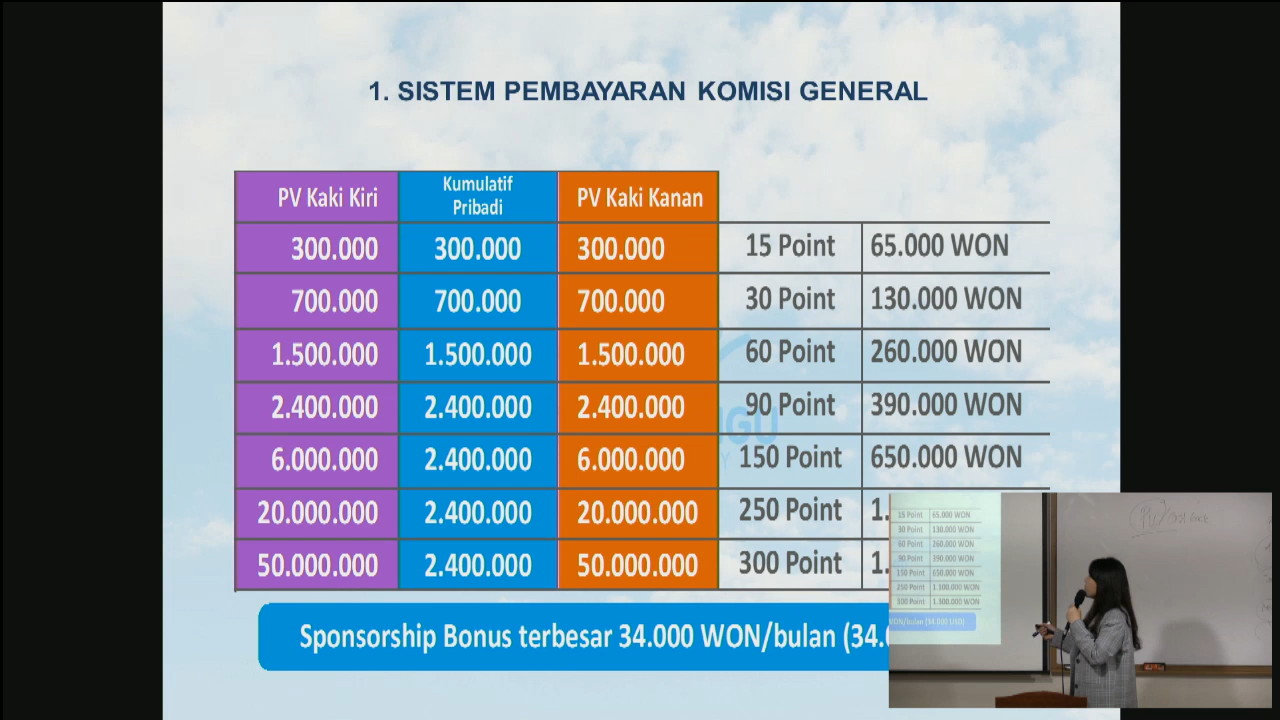 1. SISTEM PEMBAYARAN KOMISI GENERAL
PV Kaki Kiri Kumulatif Pribadi PV Kaki Kanan
300.000 300.000 300.000 15 Point 65.000 WON
700.000 700.000 700.000 30 Point 130.000 WON
1.500.000 1.500.000 1.500.000 60 Point 260.000 WON
2.400.000 2.400.000 2.400.000 90 Point 390.000 WON
6.000.000 2.400.000 6.000.000 150 Point 650.000 WON
20.000.000 2.400.000 20.000.000 250 Point 1.
50.000.000 2.400.000 50.000.000 300 Point 1.
Sponsorship Bonus terbesar 34.000 WON/bulan (34.
15 Point 65.000 WON
30 Point 130.000 WON
60 Point 260.000 WON
90 Point 390.000 WON
150 Point 650.000 WON
250 Point 1.100.000 WON
300 Point 1.300.000 WON
WON/bulan (34.000 USD)